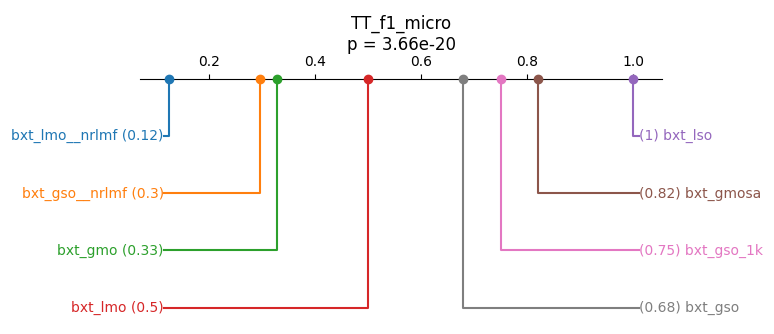 TT_f1_micro
p = 3.66e-20
0.2 0.4 0.6 0.8 1.0
bxt_lmo__nrlmf (0.12) (1) bxt_lso
bxt_gso__nrlmf (0.3) (0.82) bxt_gmosa
bxt_gmo (0.33) (0.75) bxt_gso_1k
bxt_lmo (0.5) (0.68) bxt_gso